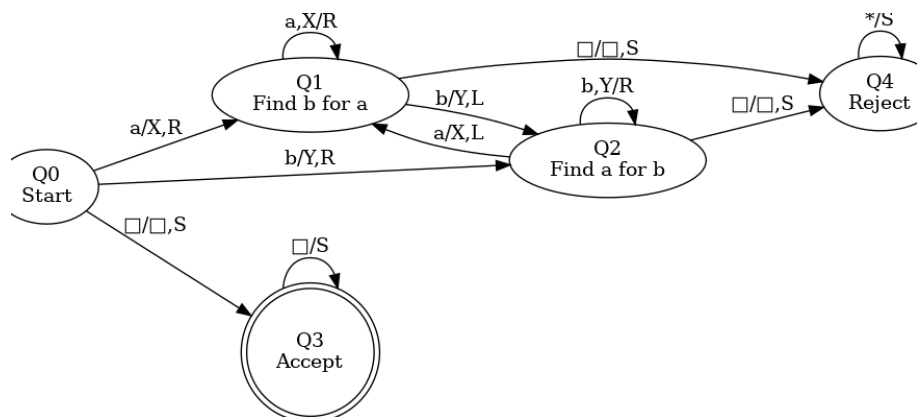 a,X/R
□/□,S
*/S
Q1
Find b for a
Q4
Reject
b/Y,L
b,Y/R
□/□,S
a/X,R
a/X,L
Q2
Find a for b
b/Y,R
Q0
Start
□/□,S
□/S
Q3
Accept